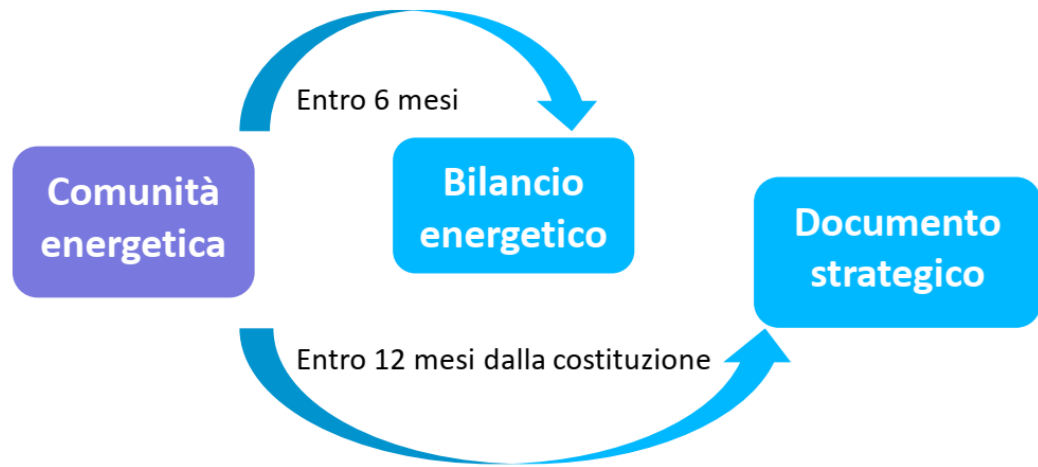 Entro 6 mesi
Comunità
energetica
Bilancio
energetico
Documento
strategico
Entro 12 mesi dalla costituzione